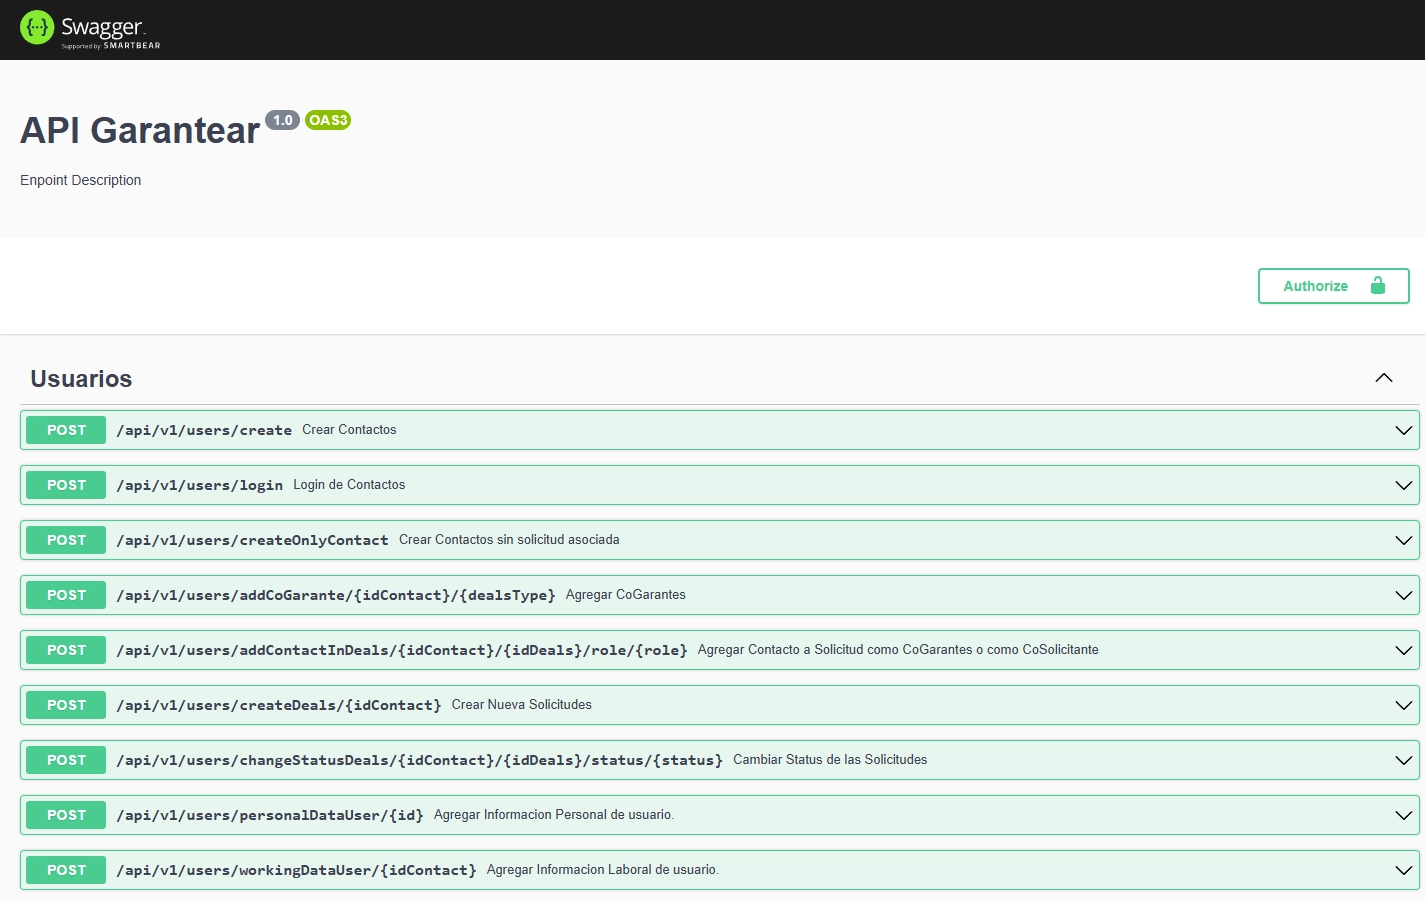 Swagger
Supported by SMARTBEAR
API Garantear 1.0 OAS3
Enpoint Description
Authorize
Usuarios
POST /api/v1/users/create Crear Contactos
POST /api/v1/users/login Login de Contactos
POST /api/v1/users/createOnlyContact Crear Contactos sin solicitud asociada
POST /api/v1/users/addCoGarante/{idContact}/{dealsType} Agregar CoGarantes
POST /api/v1/users/addContactInDeals/{idContact}/{idDeals}/role/{role} Agregar Contacto a Solicitud como CoGarantes o como CoSolicitante
POST /api/v1/users/createDeals/{idContact} Crear Nueva Solicitudes
POST /api/v1/users/changeStatusDeals/{idContact}/{idDeals}/status/{status} Cambiar Status de las Solicitudes
POST /api/v1/users/personalDataUser/{id} Agregar Informacion Personal de usuario.
POST /api/v1/users/workingDataUser/{idContact} Agregar Informacion Laboral de usuario.